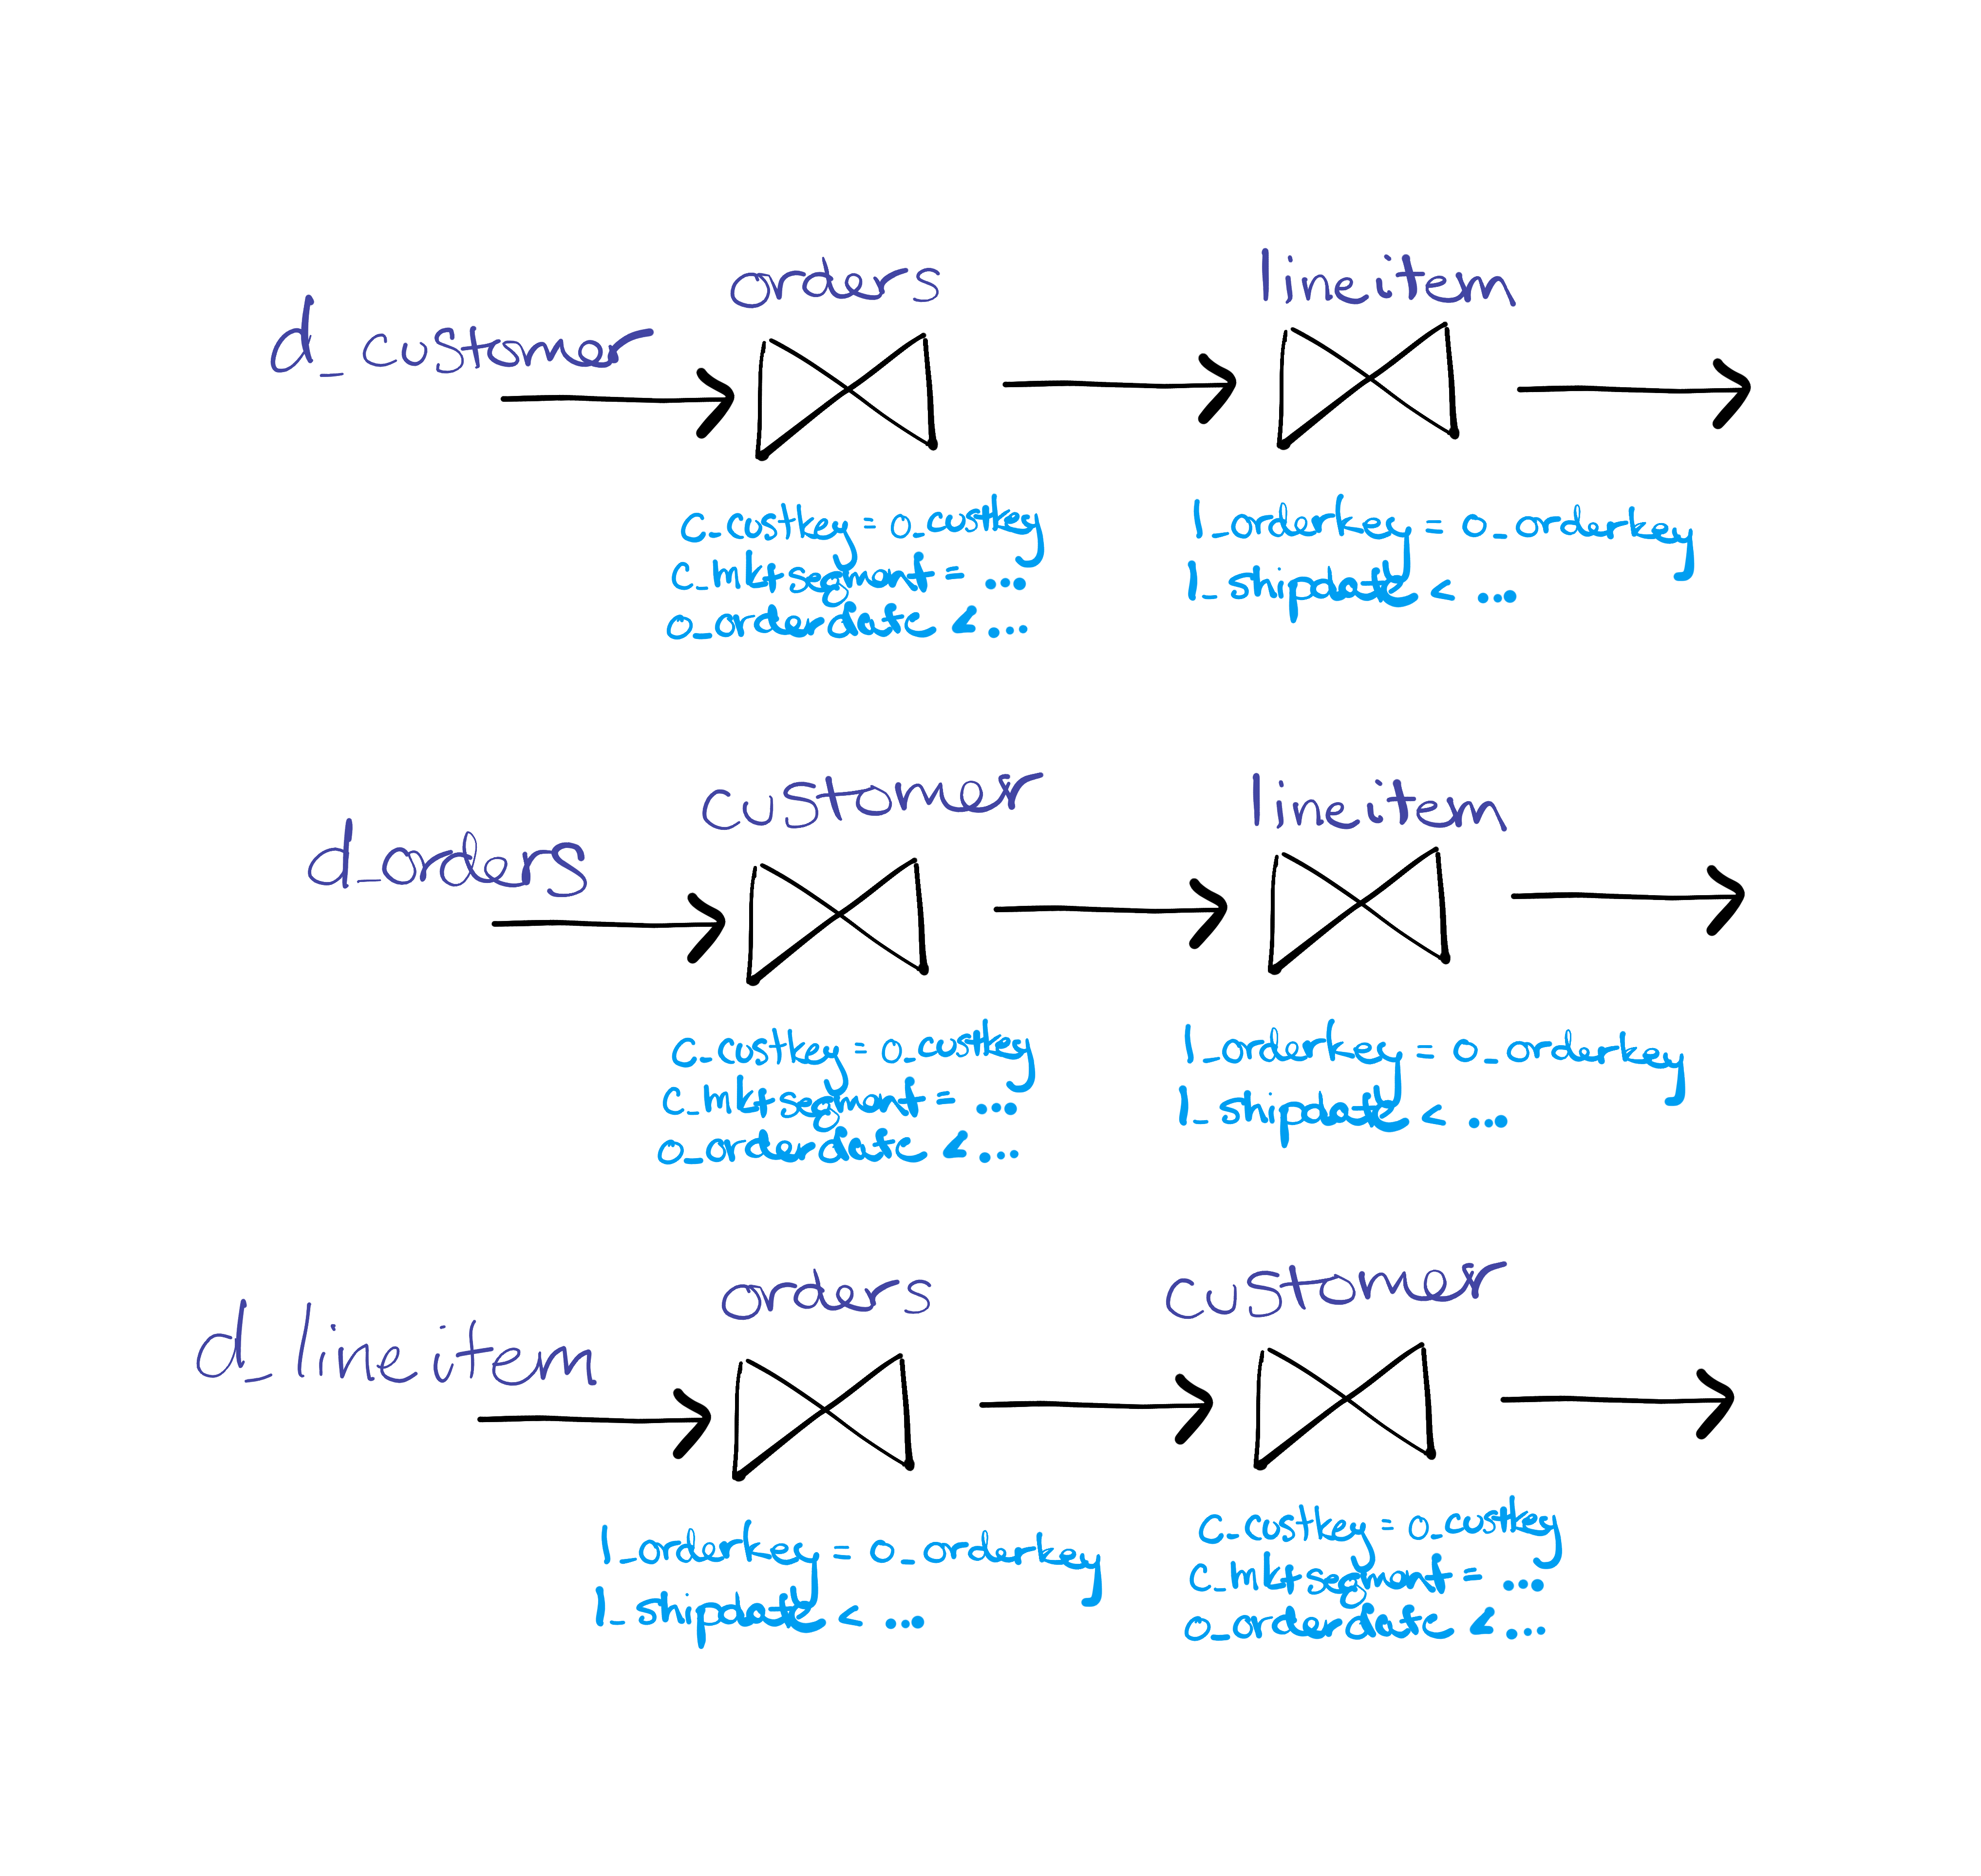 orders
lineitem
d_customer
c_custkey = o_custkey
c_mktsegment = ...
o_orderdate < ...
l_orderkey = o_orderkey
l_shipdate < ...
customer
lineitem
d_orders
c_custkey = o_custkey
c_mktsegment = ...
o_orderdate < ...
l_orderkey = o_orderkey
l_shipdate < ...
orders
customer
d_lineitem
l_orderkey = o_orderkey
l_shipdate < ...
c_custkey = o_custkey
c_mktsegment = ...
o_orderdate < ...